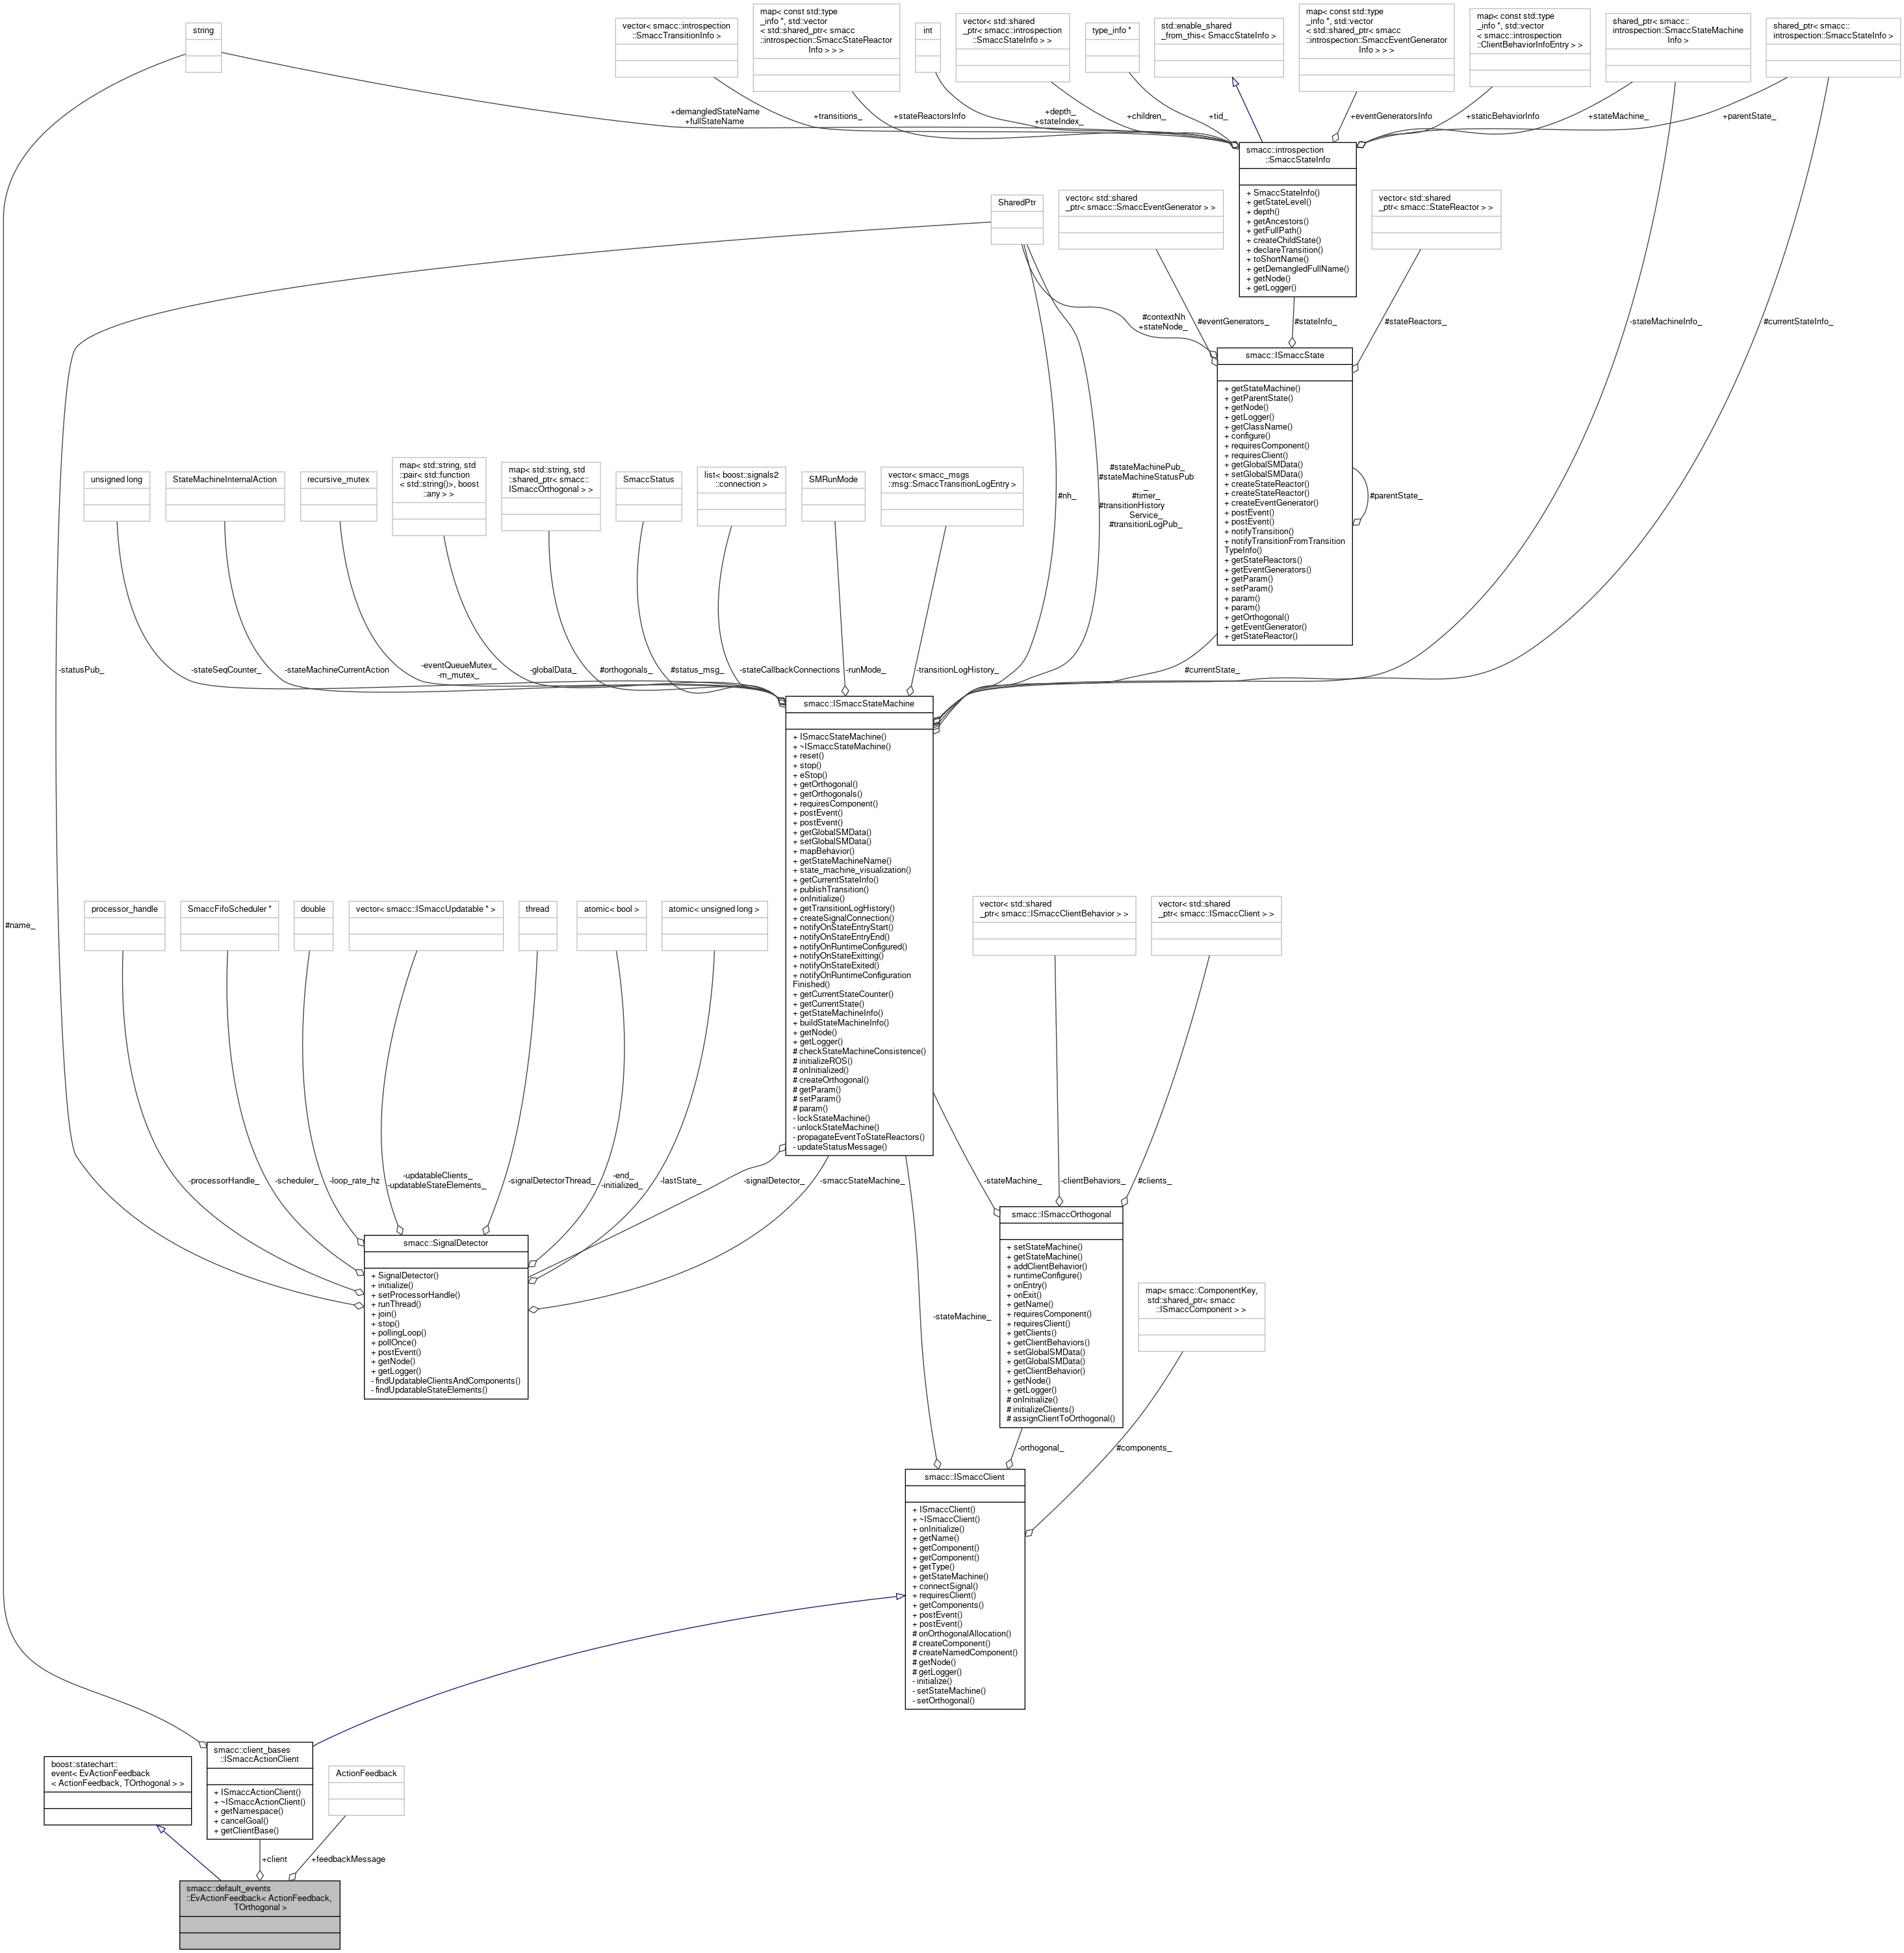 string
vector< smacc::introspection
::SmaccTransitionInfo >
map< const std::type
_info *, std::vector
< std::shared_ptr< smacc
::introspection::SmaccStateReactor
Info > > >
int
vector< std::shared
_ptr< smacc::introspection
::SmaccStateInfo > >
type_info *
std::enable_shared
_from_this< SmaccStateInfo >
map< const std::type
_info *, std::vector
< std::shared_ptr< smacc
::introspection::SmaccEventGenerator
Info > > >
map< const std::type
_info *, std::vector
< smacc::introspection
::ClientBehaviorInfoEntry > >
shared_ptr< smacc::
introspection::SmaccStateMachine
Info >
shared_ptr< smacc::
introspection::SmaccStateInfo >
+demangledStateName
+fullStateName
+transitions_
+stateReactorsInfo
+depth_
+stateIndex_
+children_
+tid_
+eventGeneratorsInfo
+staticBehaviorInfo
+stateMachine_
+parentState_
smacc::introspection
::SmaccStateInfo
+ SmaccStateInfo()
+ getStateLevel()
+ depth()
+ getAncestors()
+ getFullPath()
+ createChildState()
+ declareTransition()
+ toShortName()
+ getDemangledFullName()
+ getNode()
+ getLogger()
SharedPtr
vector< std::shared
_ptr< smacc::SmaccEventGenerator > >
vector< std::shared
_ptr< smacc::StateReactor > >
#contextNh
+stateNode_
#eventGenerators_
#stateInfo_
#stateReactors_
-stateMachineInfo_
#currentStateInfo_
smacc::ISmaccState
+ getStateMachine()
+ getParentState()
+ getNode()
+ getLogger()
+ getClassName()
+ configure()
+ requiresComponent()
+ requiresClient()
+ getGlobalSMData()
+ setGlobalSMData()
+ createStateReactor()
+ createStateReactor()
+ createEventGenerator()
+ postEvent()
+ postEvent()
+ notifyTransition()
+ notifyTransitionFromTransition
TypeInfo()
+ getStateReactors()
+ getEventGenerators()
+ getParam()
+ setParam()
+ param()
+ param()
+ getOrthogonal()
+ getEventGenerator()
+ getStateReactor()
#parentState_
unsigned long
StateMachineInternalAction
recursive_mutex
map< std::string, std
::pair< std::function
< std::string()>, boost
::any > >
map< std::string, std
::shared_ptr< smacc::
ISmaccOrthogonal > >
SmaccStatus
list< boost::signals2
::connection >
SMRunMode
vector< smacc_msgs
::msg::SmaccTransitionLogEntry >
#nh_
#stateMachinePub_
#stateMachineStatusPub
_
#timer_
#transitionHistory
Service_
#transitionLogPub_
-statusPub_
-stateSeqCounter_
-stateMachineCurrentAction
-eventQueueMutex_
-m_mutex_
-globalData_
#orthogonals_
#status_msg_
-stateCallbackConnections
-runMode_
-transitionLogHistory_
#currentState_
smacc::ISmaccStateMachine
+ ISmaccStateMachine()
+ ~ISmaccStateMachine()
+ reset()
+ stop()
+ eStop()
+ getOrthogonal()
+ getOrthogonals()
+ requiresComponent()
+ postEvent()
+ postEvent()
+ getGlobalSMData()
+ setGlobalSMData()
+ mapBehavior()
+ getStateMachineName()
+ state_machine_visualization()
+ getCurrentStateInfo()
+ publishTransition()
+ onInitialize()
+ getTransitionLogHistory()
+ createSignalConnection()
+ notifyOnStateEntryStart()
+ notifyOnStateEntryEnd()
+ notifyOnRuntimeConfigured()
+ notifyOnStateExitting()
+ notifyOnStateExited()
+ notifyOnRuntimeConfiguration
Finished()
+ getCurrentStateCounter()
+ getCurrentState()
+ getStateMachineInfo()
+ buildStateMachineInfo()
+ getNode()
+ getLogger()
# checkStateMachineConsistence()
# initializeROS()
# onInitialized()
# createOrthogonal()
# getParam()
# setParam()
# param()
- lockStateMachine()
- unlockStateMachine()
- propagateEventToStateReactors()
- updateStatusMessage()
#name_
processor_handle
SmaccFifoScheduler *
double
vector< smacc::ISmaccUpdatable * >
thread
atomic< bool >
atomic< unsigned long >
vector< std::shared
_ptr< smacc::ISmaccClientBehavior > >
vector< std::shared
_ptr< smacc::ISmaccClient > >
-processorHandle_
-scheduler_
-loop_rate_hz
-updatableClients_
-updatableStateElements_
-signalDetectorThread_
-end_
-initialized_
-lastState_
-signalDetector_
-smaccStateMachine_
-stateMachine_
-clientBehaviors_
#clients_
smacc::SignalDetector
+ SignalDetector()
+ initialize()
+ setProcessorHandle()
+ runThread()
+ join()
+ stop()
+ pollingLoop()
+ pollOnce()
+ postEvent()
+ getNode()
+ getLogger()
- findUpdatableClientsAndComponents()
- findUpdatableStateElements()
smacc::ISmaccOrthogonal
+ setStateMachine()
+ getStateMachine()
+ addClientBehavior()
+ runtimeConfigure()
+ onEntry()
+ onExit()
+ getName()
+ requiresComponent()
+ requiresClient()
+ getClients()
+ getClientBehaviors()
+ setGlobalSMData()
+ getGlobalSMData()
+ getClientBehavior()
+ getNode()
+ getLogger()
# onInitialize()
# initializeClients()
# assignClientToOrthogonal()
map< smacc::ComponentKey,
std::shared_ptr< smacc
::ISmaccComponent > >
-stateMachine_
-orthogonal_
#components_
smacc::ISmaccClient
+ ISmaccClient()
+ ~ISmaccClient()
+ onInitialize()
+ getName()
+ getComponent()
+ getComponent()
+ getType()
+ getStateMachine()
+ connectSignal()
+ requiresClient()
+ getComponents()
+ postEvent()
+ postEvent()
# onOrthogonalAllocation()
# createComponent()
# createNamedComponent()
# getNode()
# getLogger()
- initialize()
- setStateMachine()
- setOrthogonal()
boost::statechart::
event< EvActionFeedback
< ActionFeedback, TOrthogonal > >
smacc::client_bases
::ISmaccActionClient
+ ISmaccActionClient()
+ ~ISmaccActionClient()
+ getNamespace()
+ cancelGoal()
+ getClientBase()
ActionFeedback
+client
+feedbackMessage
smacc::default_events
::EvActionFeedback< ActionFeedback,
TOrthogonal >